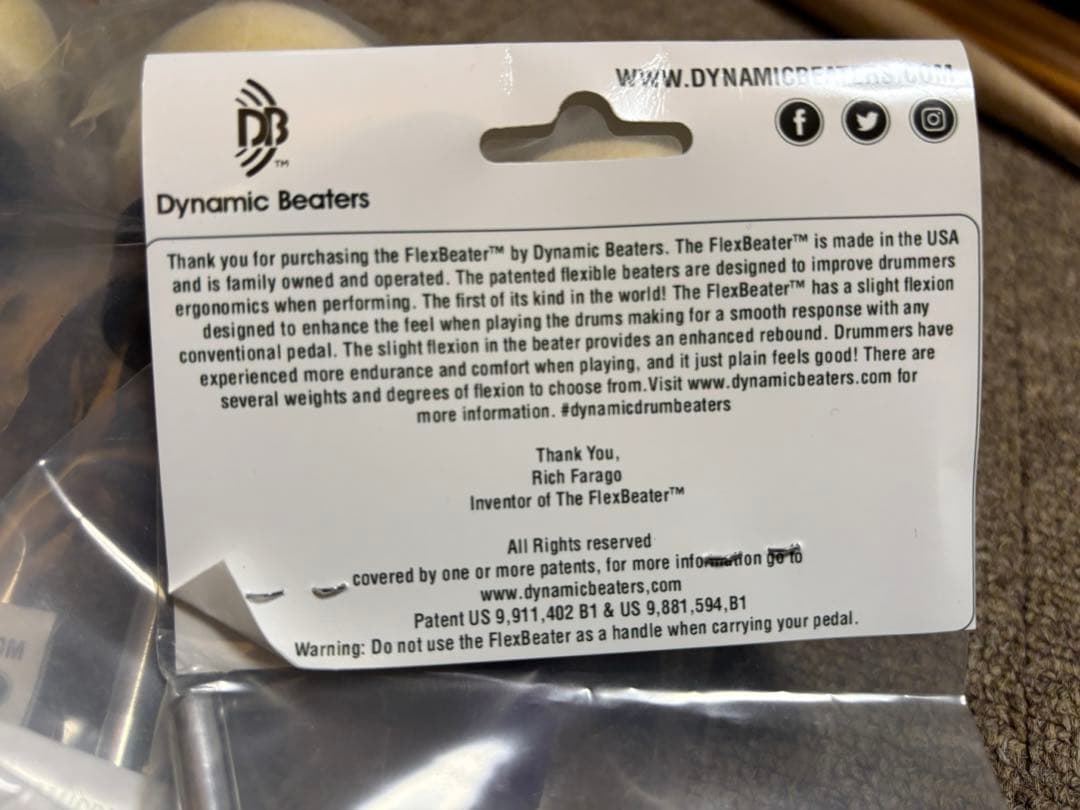 WWW.DYNAMICBEATERS.COM
DB™
Dynamic Beaters
Thank you for purchasing the FlexBeater™ by Dynamic Beaters. The FlexBeater™ is made in the USA
and is family owned and operated. The patented flexible beaters are designed to improve drummers
ergonomics when performing. The first of its kind in the world! The FlexBeater™ has a slight flexion
designed to enhance the feel when playing the drums making for a smooth response with any
conventional pedal. The slight flexion in the beater provides an enhanced rebound. Drummers have
experienced more endurance and comfort when playing, and it just plain feels good! There are
several weights and degrees of flexion to choose from.Visit www.dynamicbeaters.com for
more information. #dynamicdrumbeaters
Thank You,
Rich Farago
Inventor of The FlexBeater™
All Rights reserved
covered by one or more patents, for more information go to
www.dynamicbeaters,com
Patent US 9,911,402 B1 & US 9,881,594,B1
Warning: Do not use the FlexBeater as a handle when carrying your pedal.